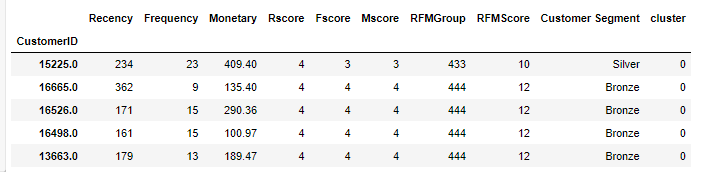 Recency Frequency Monetary Rscore Fscore Mscore RFMGroup RFMScore Customer Segment cluster
CustomerID
15225.0 234 23 409.40 4 3 3 433 10 Silver 0
16665.0 362 9 135.40 4 4 4 444 12 Bronze 0
16526.0 171 15 290.36 4 4 4 444 12 Bronze 0
16498.0 161 15 100.97 4 4 4 444 12 Bronze 0
13663.0 179 13 189.47 4 4 4 444 12 Bronze 0